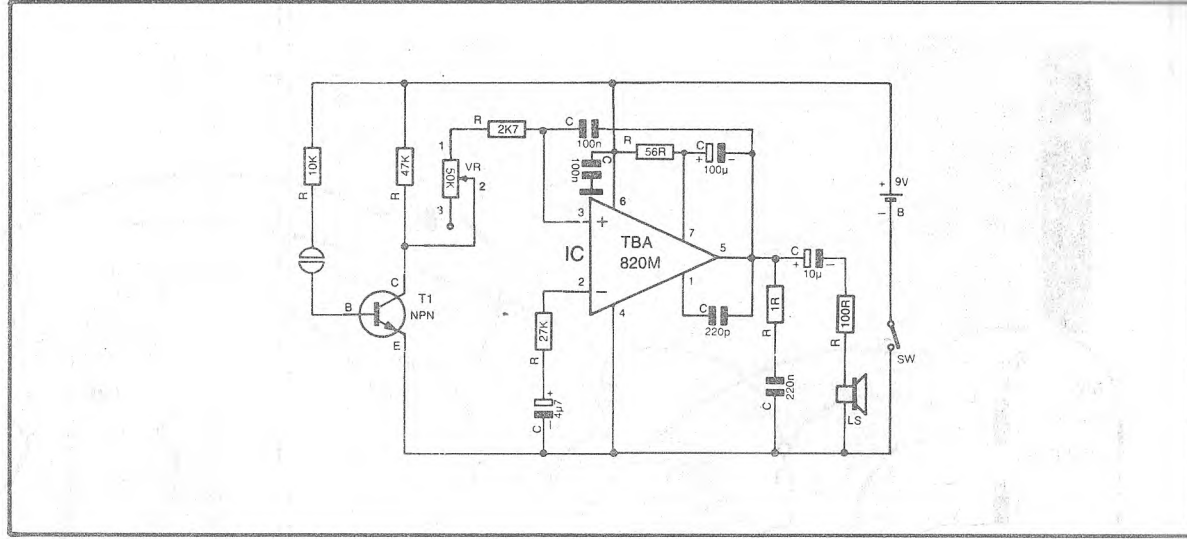 R
10K
R
47K
R
2K7
1
VR
50K
2
3
C
100n
C
100n
R
56R
C
+
100µ
−
6
3
+
7
IC
TBA
820M
5
2
−
4
1
C
220p
R
27K
+
4µ7
C
−
B
C
T1
NPN
E
C
+
10µ
−
1R
R
100R
R
220n
C
LS
+
9V
−
B
SW